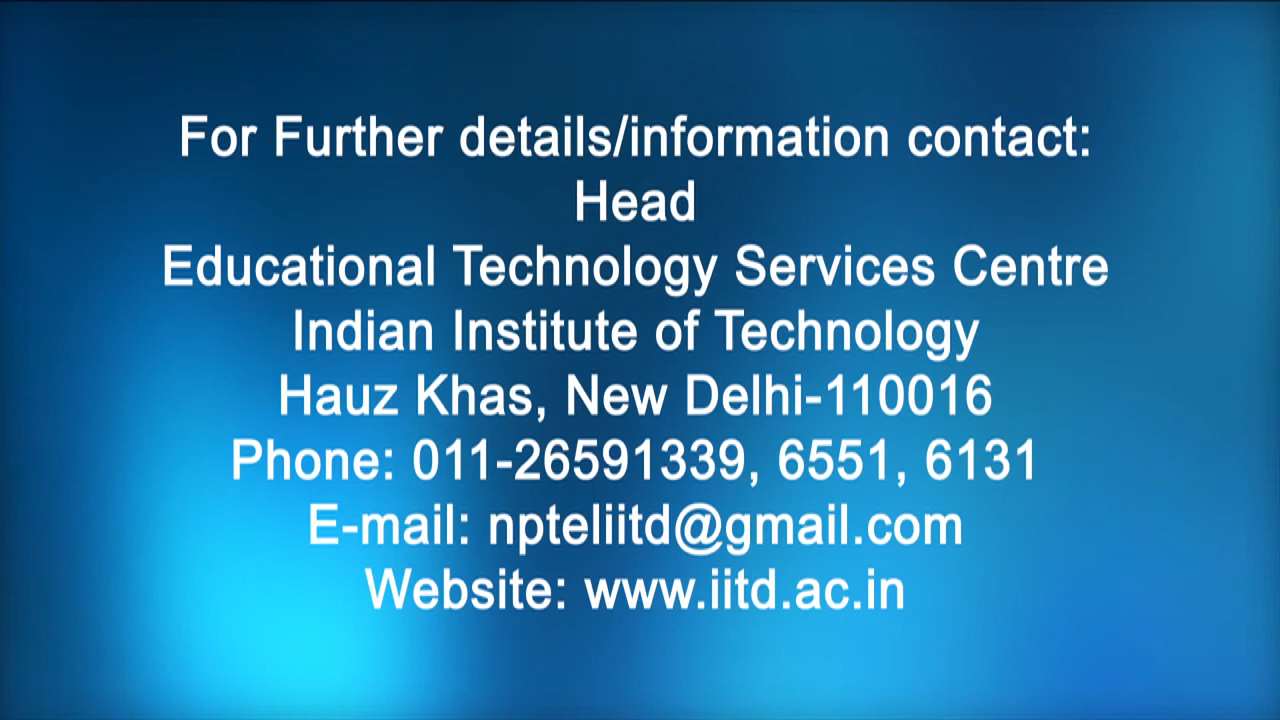 For Further details/information contact:
Head
Educational Technology Services Centre
Indian Institute of Technology
Hauz Khas, New Delhi-110016
Phone: 011-26591339, 6551, 6131
E-mail: npteliitd@gmail.com
Website: www.iitd.ac.in